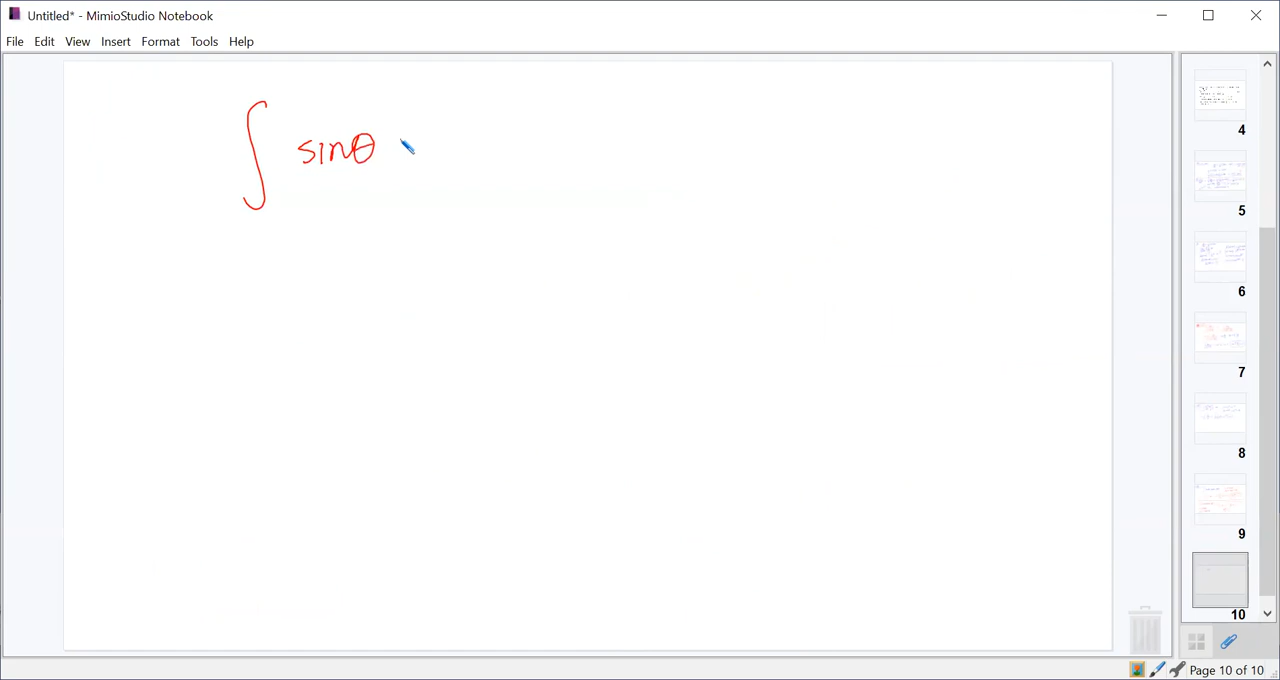 Untitled* - MimioStudio Notebook
File Edit View Insert Format Tools Help
∫ sinθ
4
5
6
7
8
9
10
Page 10 of 10